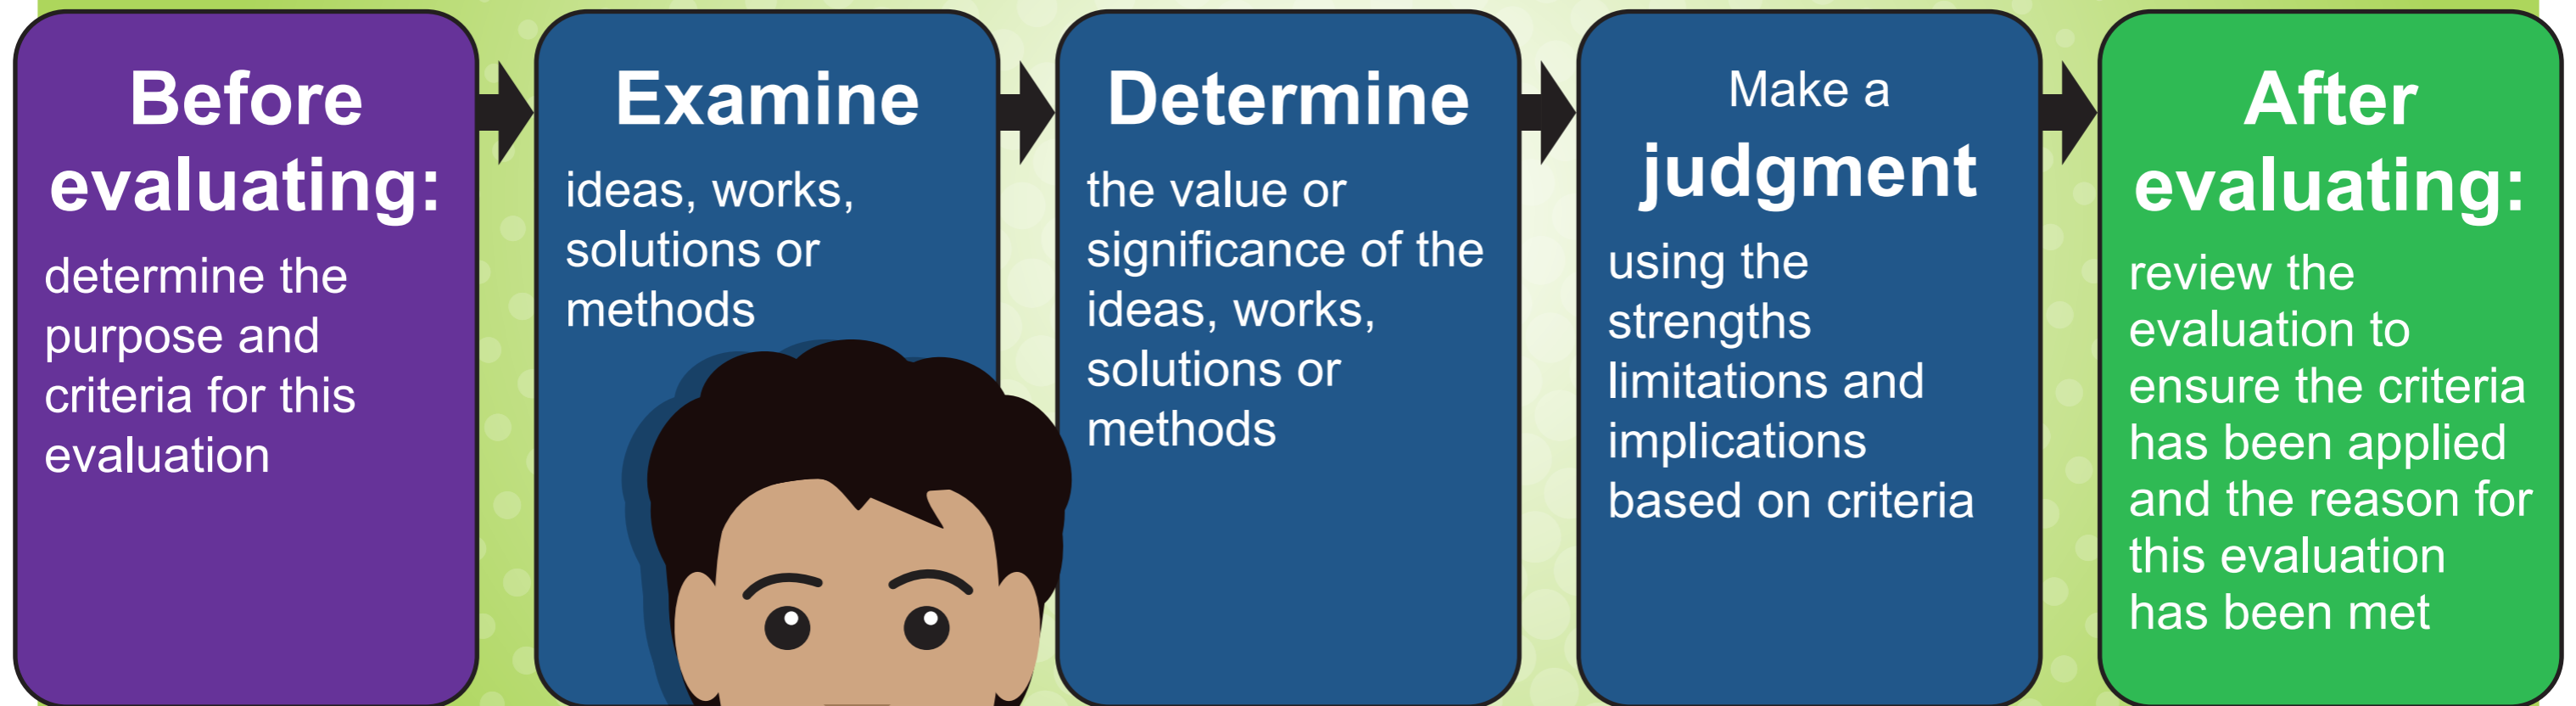 Before
evaluating:
determine the
purpose and
criteria for this
evaluation
Examine
ideas, works,
solutions or
methods
Determine
the value or
significance of the
ideas, works,
solutions or
methods
Make a
judgment
using the
strengths
limitations and
implications
based on criteria
After
evaluating:
review the
evaluation to
ensure the criteria
has been applied
and the reason for
this evaluation
has been met